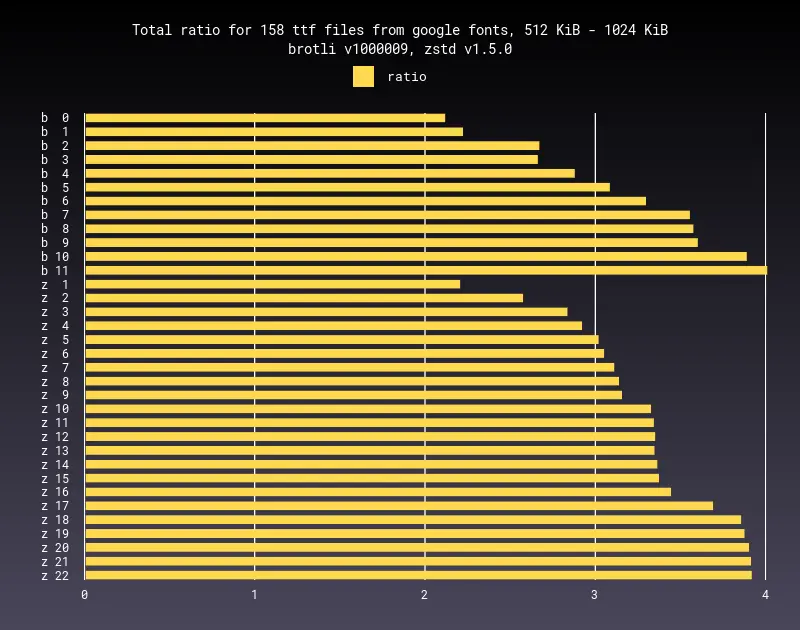 Total ratio for 158 ttf files from google fonts, 512 KiB - 1024 KiB
brotli v1000009, zstd v1.5.0
ratio
b 0
b 1
b 2
b 3
b 4
b 5
b 6
b 7
b 8
b 9
b 10
b 11
z 1
z 2
z 3
z 4
z 5
z 6
z 7
z 8
z 9
z 10
z 11
z 12
z 13
z 14
z 15
z 16
z 17
z 18
z 19
z 20
z 21
z 22
0 1 2 3 4